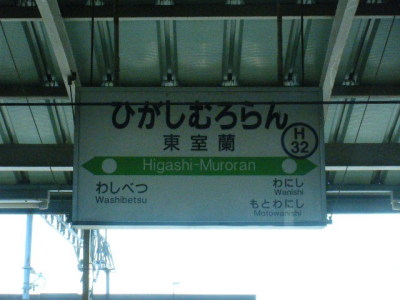 ひがしむろらん
H
32
東室蘭
Higashi-Muroran
わしべつ
Washibetsu
わにし
Wanishi
もとわにし
Motowanishi